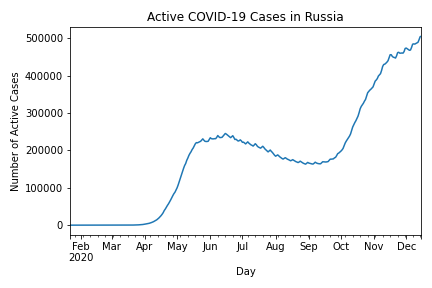 Active COVID-19 Cases in Russia
Number of Active Cases
500000
400000
300000
200000
100000
0
Feb Mar Apr May Jun Jul Aug Sep Oct Nov Dec
2020
Day